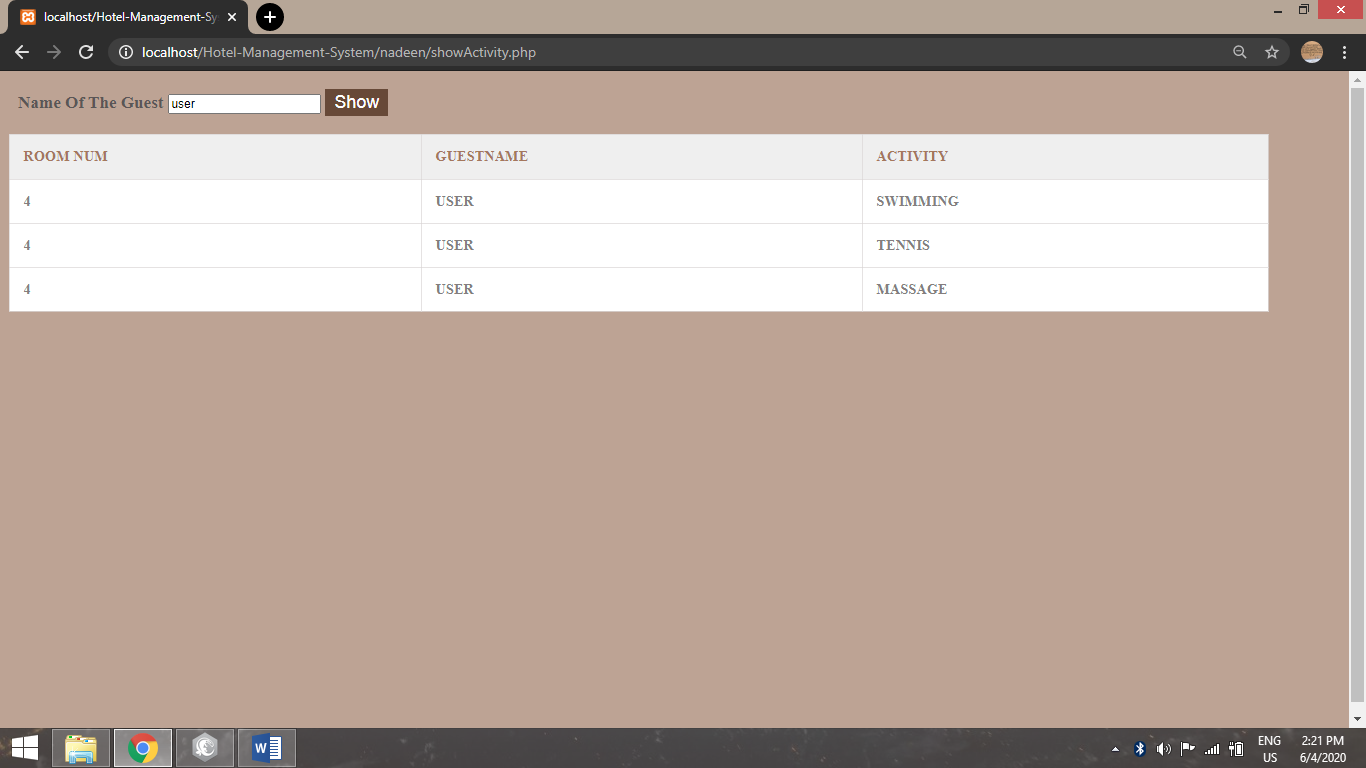 localhost/Hotel-Management-Sy
localhost/Hotel-Management-System/nadeen/showActivity.php
Name Of The Guest user Show
ROOM NUM GUESTNAME ACTIVITY
4 USER SWIMMING
4 USER TENNIS
4 USER MASSAGE
ENG 2:21 PM
US 6/4/2020